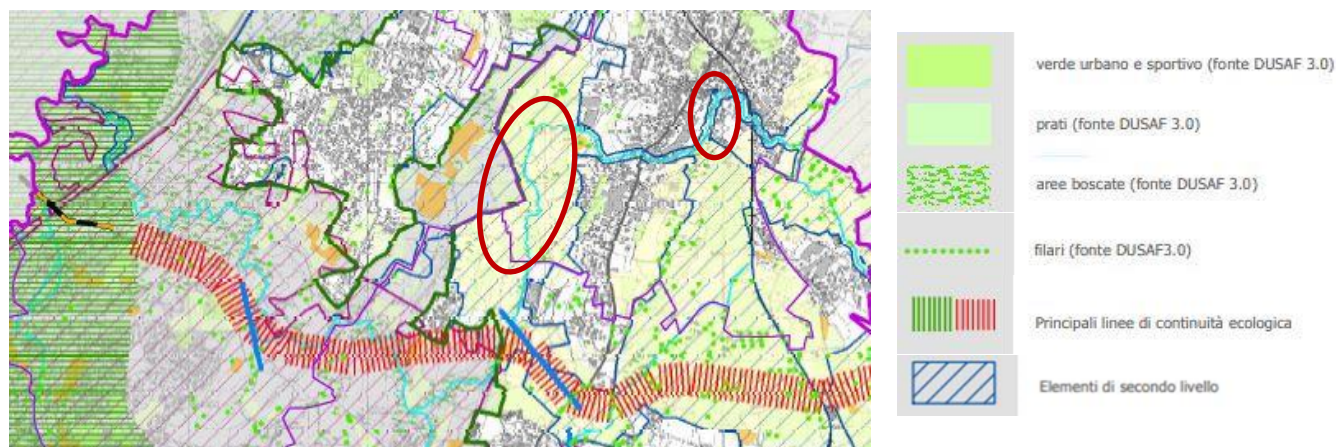 verde urbano e sportivo (fonte DUSAF 3.0)
prati (fonte DUSAF 3.0)
aree boscate (fonte DUSAF 3.0)
filari (fonte DUSAF3.0)
Principali linee di continuità ecologica
Elementi di secondo livello